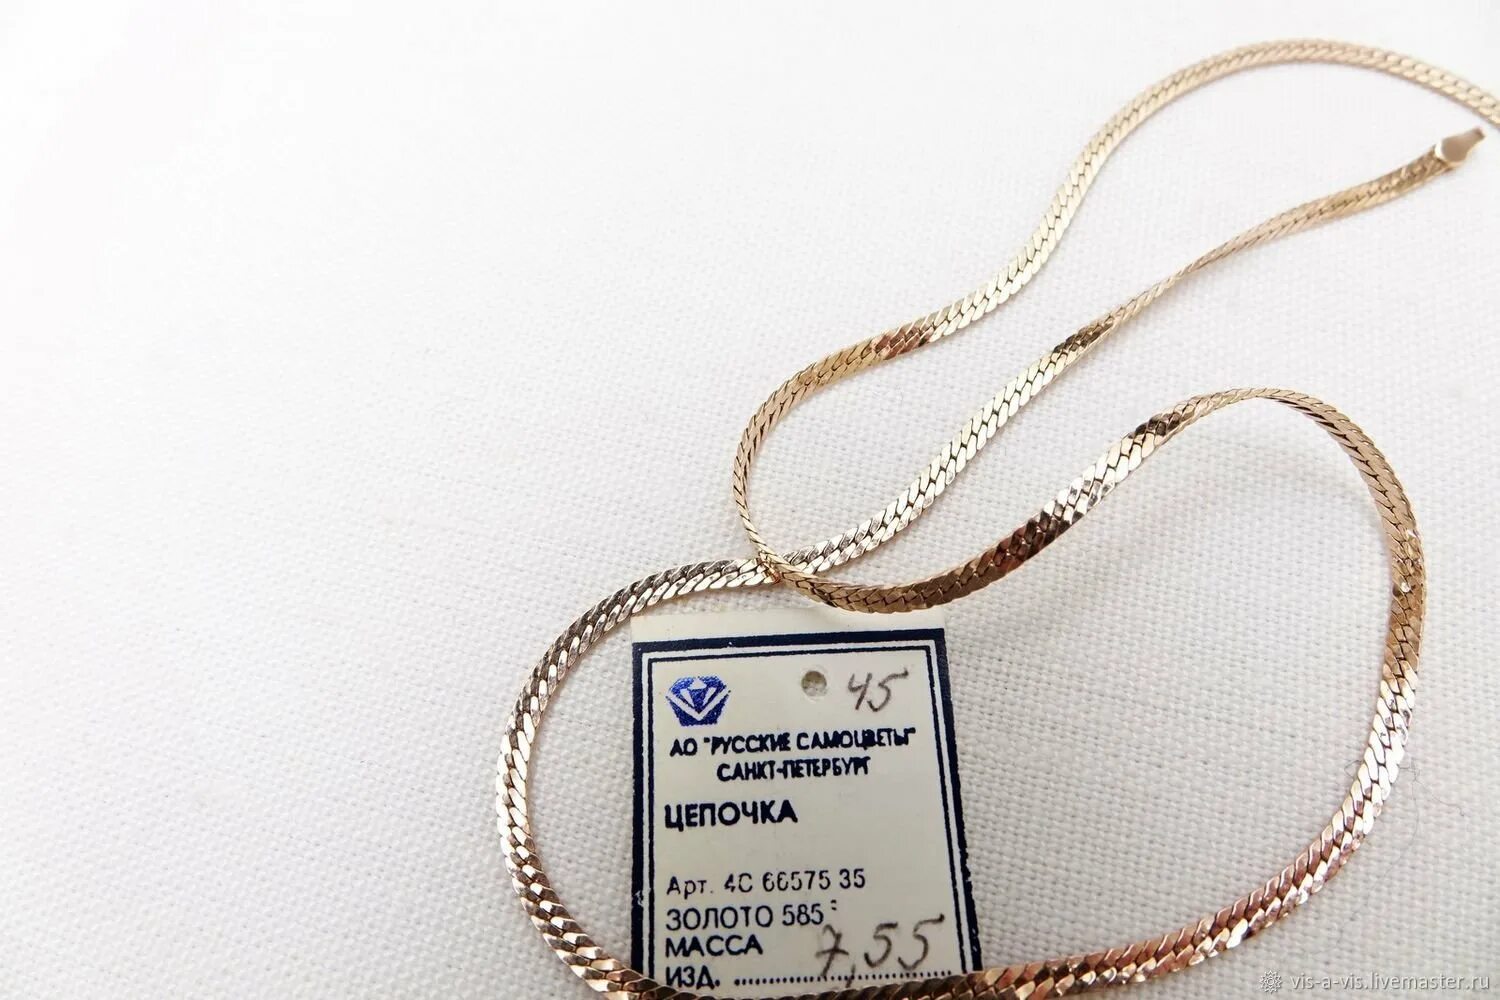 45
АО "РУССКИЕ САМОЦВЕТЫ"
САНКТ-ПЕТЕРБУРГ
ЦЕПОЧКА
Арт. 4С 66575 35
ЗОЛОТО 585°
МАССА
ИЗД. 7,55
vis-a-vis.livemaster.ru